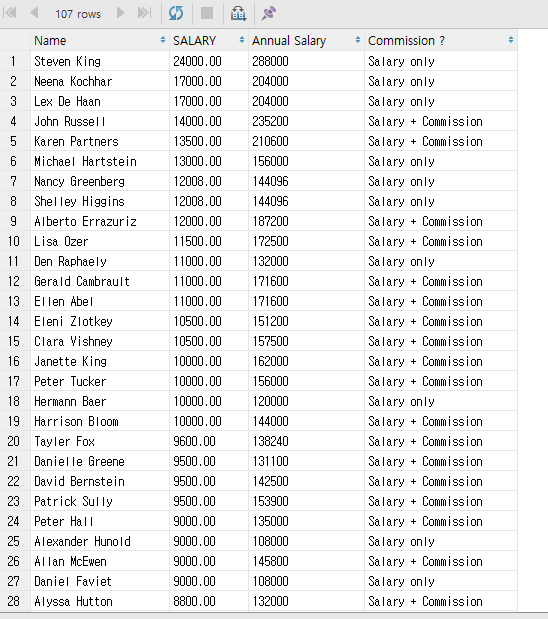 107 rows
Name SALARY Annual Salary Commission ?
1 Steven King 24000.00 288000 Salary only
2 Neena Kochhar 17000.00 204000 Salary only
3 Lex De Haan 17000.00 204000 Salary only
4 John Russell 14000.00 235200 Salary + Commission
5 Karen Partners 13500.00 210600 Salary + Commission
6 Michael Hartstein 13000.00 156000 Salary only
7 Nancy Greenberg 12008.00 144096 Salary only
8 Shelley Higgins 12008.00 144096 Salary only
9 Alberto Errazuriz 12000.00 187200 Salary + Commission
10 Lisa Ozer 11500.00 172500 Salary + Commission
11 Den Raphaely 11000.00 132000 Salary only
12 Gerald Cambrault 11000.00 171600 Salary + Commission
13 Ellen Abel 11000.00 171600 Salary + Commission
14 Eleni Zlotkey 10500.00 151200 Salary + Commission
15 Clara Vishney 10500.00 157500 Salary + Commission
16 Janette King 10000.00 162000 Salary + Commission
17 Peter Tucker 10000.00 156000 Salary + Commission
18 Hermann Baer 10000.00 120000 Salary only
19 Harrison Bloom 10000.00 144000 Salary + Commission
20 Tayler Fox 9600.00 138240 Salary + Commission
21 Danielle Greene 9500.00 131100 Salary + Commission
22 David Bernstein 9500.00 142500 Salary + Commission
23 Patrick Sully 9500.00 153900 Salary + Commission
24 Peter Hall 9000.00 135000 Salary + Commission
25 Alexander Hunold 9000.00 108000 Salary only
26 Allan McEwen 9000.00 145800 Salary + Commission
27 Daniel Faviet 9000.00 108000 Salary only
28 Alyssa Hutton 8800.00 132000 Salary + Commission